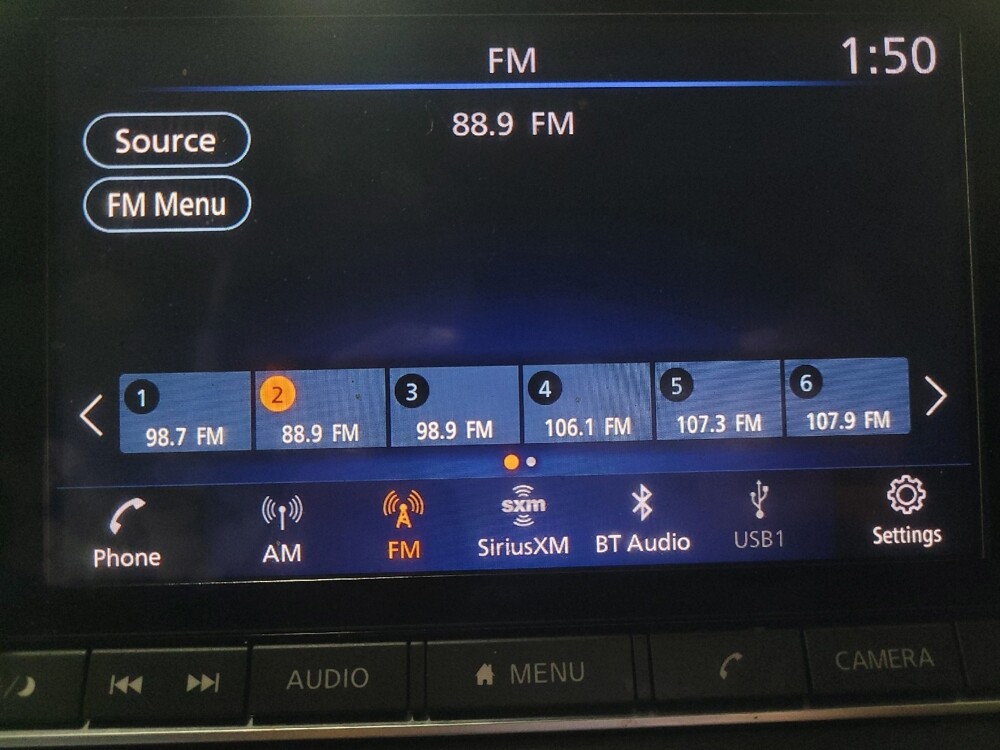 FM 1:50
Source
88.9 FM
FM Menu
1 2 3 4 5 6
98.7 FM 88.9 FM 98.9 FM 106.1 FM 107.3 FM 107.9 FM
sxm
Phone AM FM SiriusXM BT Audio USB1 Settings
AUDIO MENU CAMERA